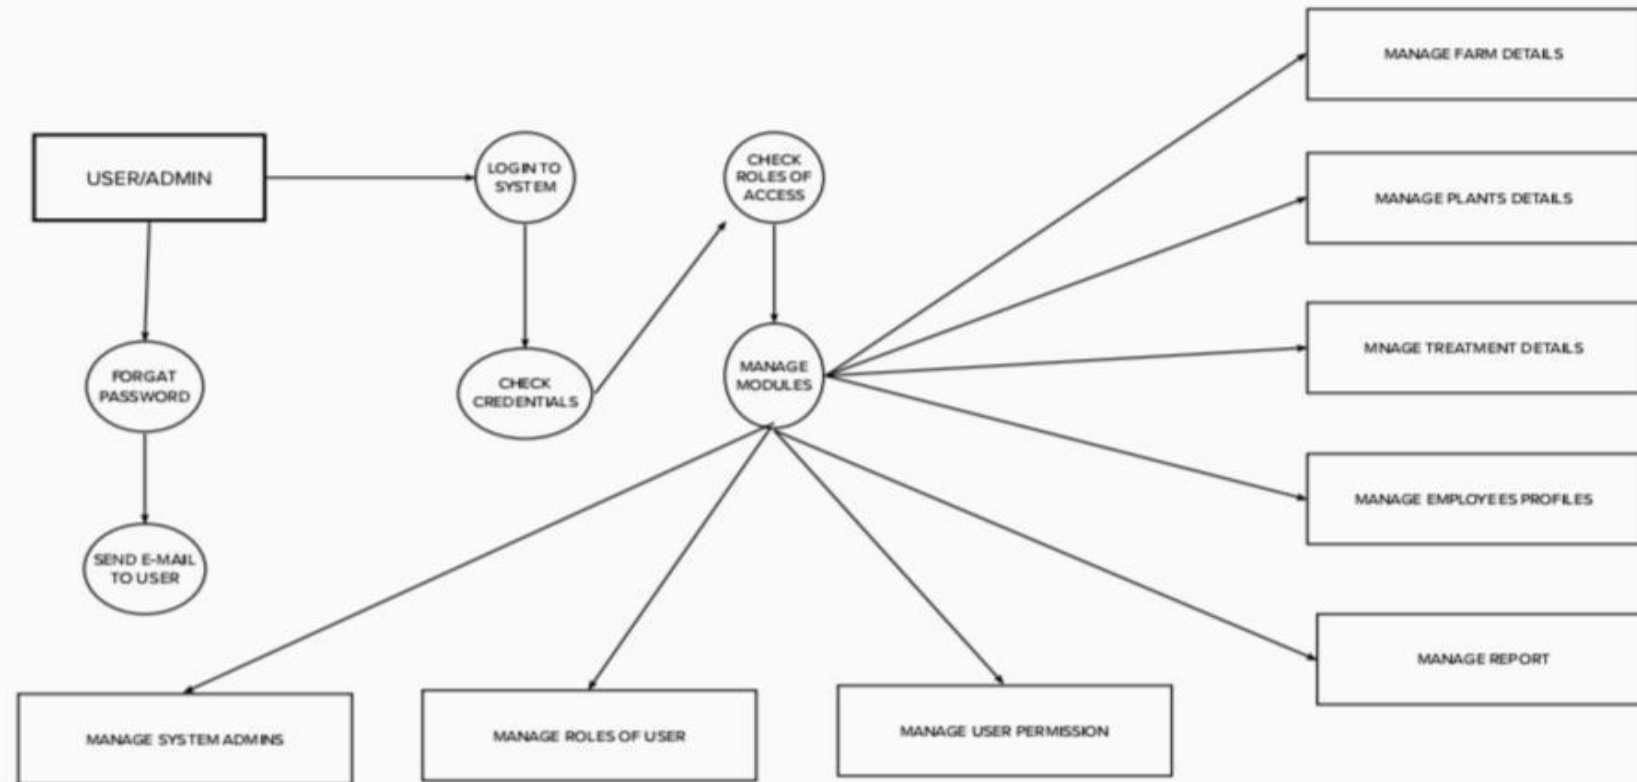 MANAGE FARM DETAILS
USER/ADMIN
LOGIN TO
SYSTEM
CHECK
ROLES OF
ACCESS
MANAGE PLANTS DETAILS
FORGAT
PASSWORD
CHECK
CREDENTIALS
MANAGE
MODULES
MNAGE TREATMENT DETAILS
MANAGE EMPLOYEES PROFILES
SEND E-MAIL
TO USER
MANAGE REPORT
MANAGE SYSTEM ADMINS
MANAGE ROLES OF USER
MANAGE USER PERMISSION